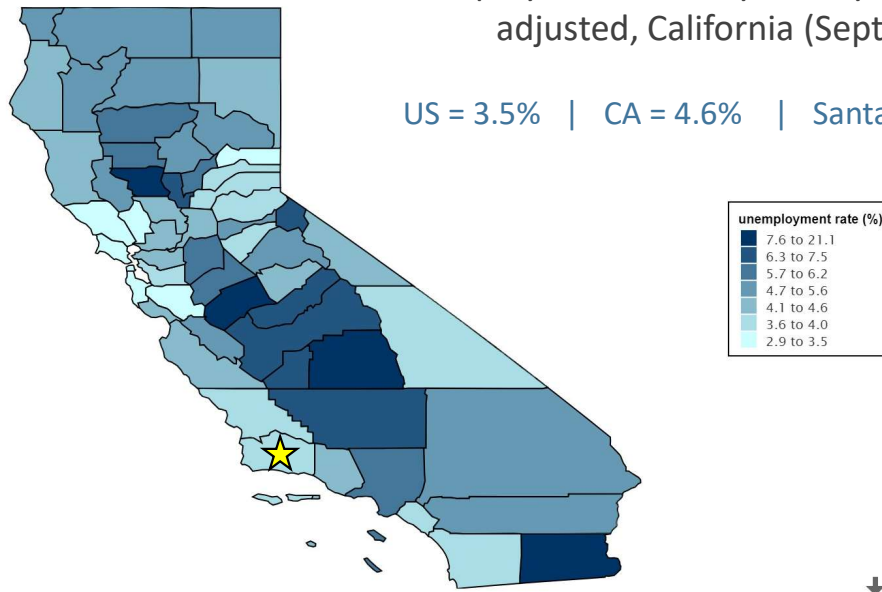 adjusted, California (Sept
US = 3.5% | CA = 4.6% | Santa
unemployment rate (%)
7.6 to 21.1
6.3 to 7.5
5.7 to 6.2
4.7 to 5.6
4.1 to 4.6
3.6 to 4.0
2.9 to 3.5